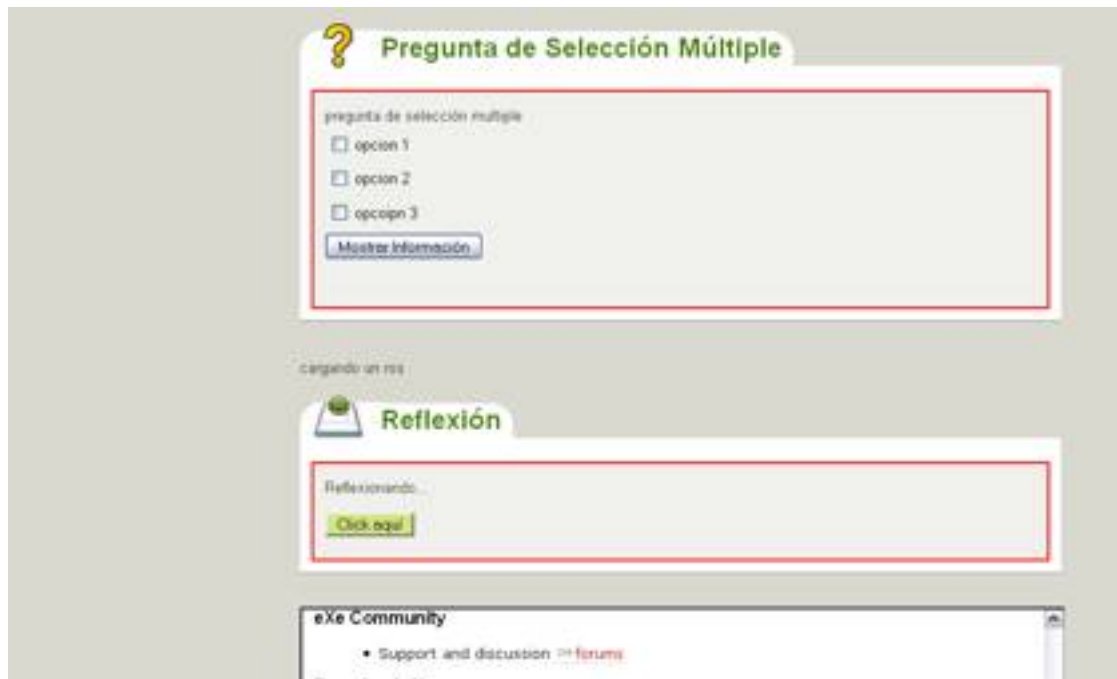 Pregunta de Selección Múltiple
pregunta de selección multiple
opcion 1
opcion 2
opcoipn 3
Mostrar Información
cargando un rss
Reflexión
Reflexionando...
Click aquí
eXe Community
Support and discussion forums